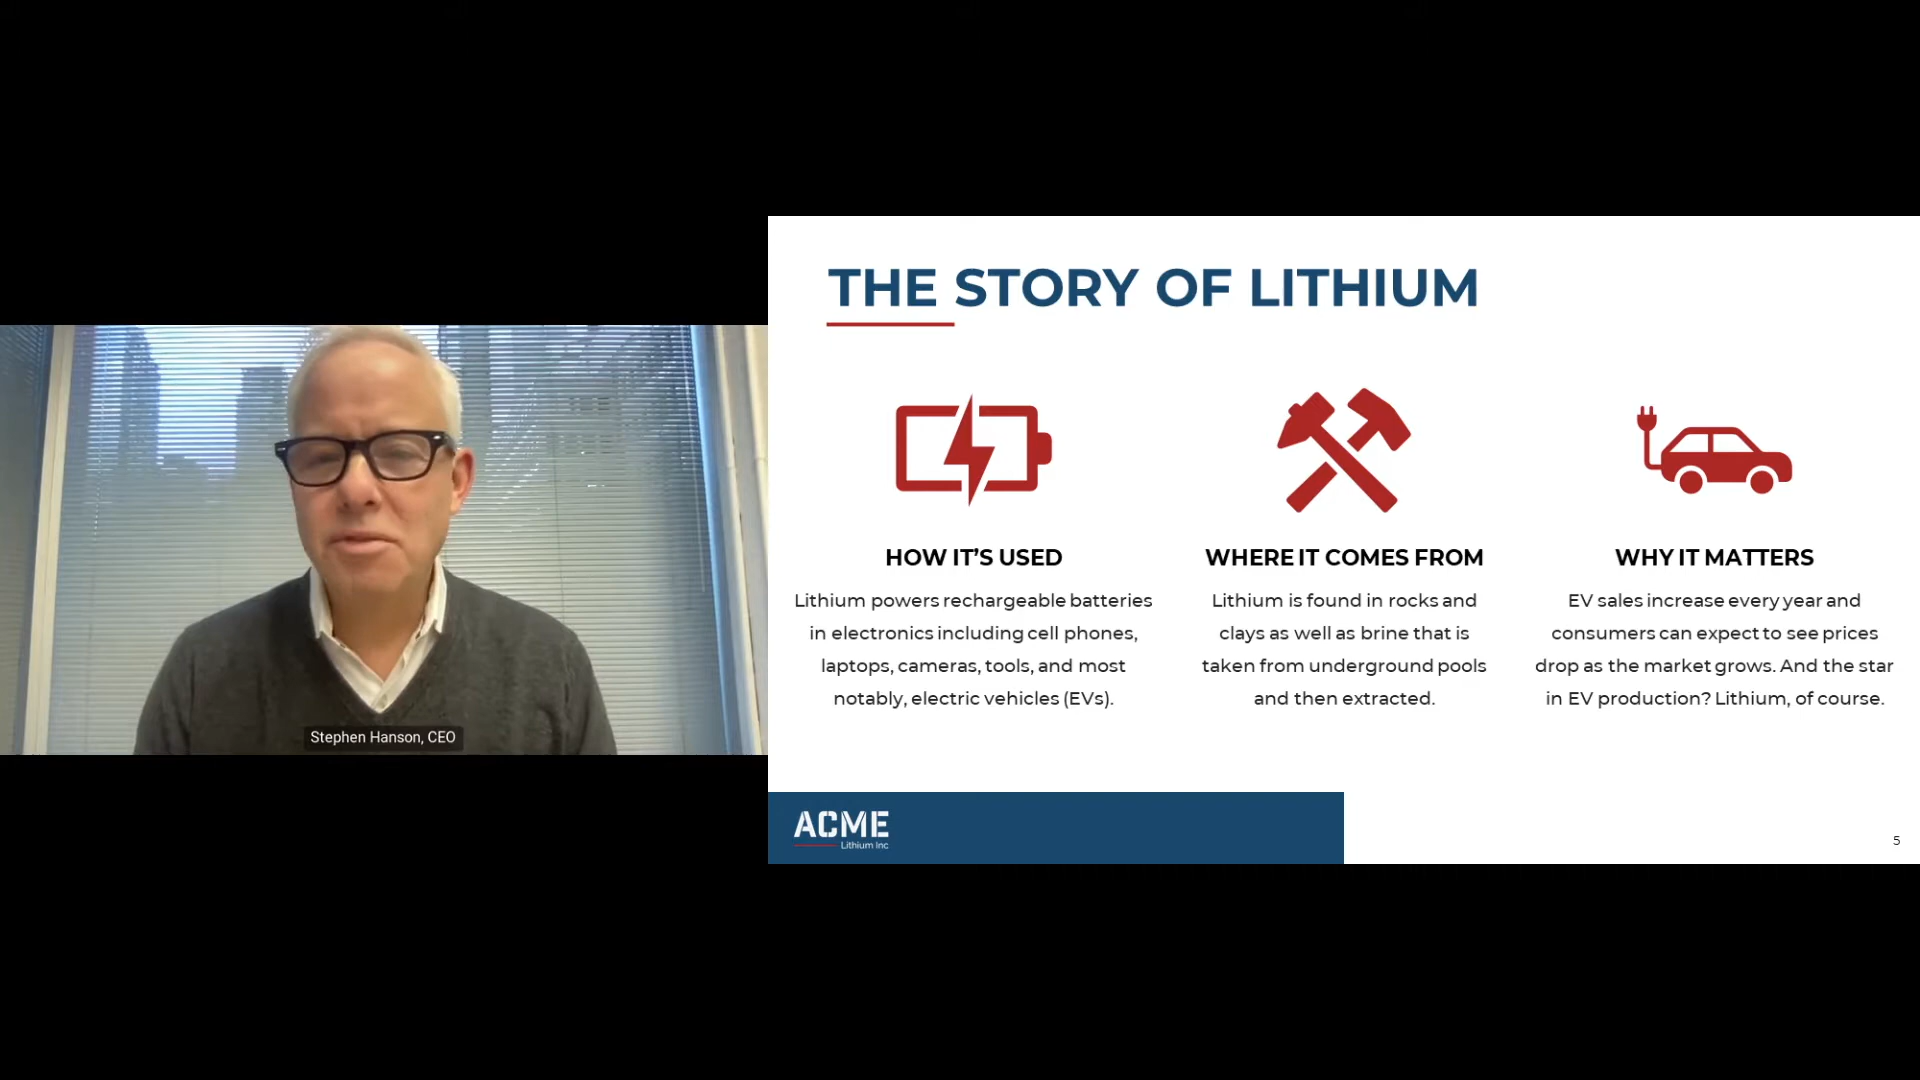 THE STORY OF LITHIUM
HOW IT’S USED
Lithium powers rechargeable batteries
in electronics including cell phones,
laptops, cameras, tools, and most
notably, electric vehicles (EVs).
WHERE IT COMES FROM
Lithium is found in rocks and
clays as well as brine that is
taken from underground pools
and then extracted.
WHY IT MATTERS
EV sales increase every year and
consumers can expect to see prices
drop as the market grows. And the star
in EV production? Lithium, of course.
Stephen Hanson, CEO
ACME
Lithium Inc
5